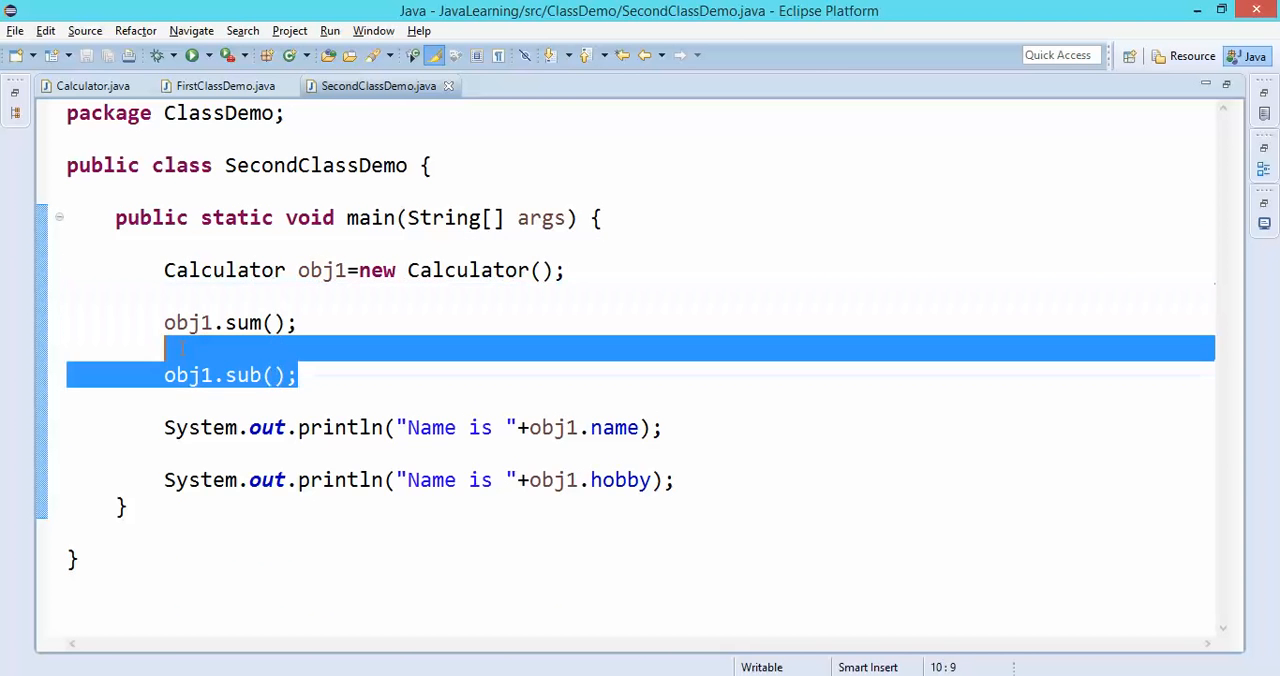 Java - JavaLearning/src/ClassDemo/SecondClassDemo.java - Eclipse Platform
File Edit Source Refactor Navigate Search Project Run Window Help
Quick Access Resource Java
Calculator.java FirstClassDemo.java SecondClassDemo.java
package ClassDemo;
public class SecondClassDemo {
public static void main(String[] args) {
Calculator obj1=new Calculator();
obj1.sum();
obj1.sub();
System.out.println("Name is "+obj1.name);
System.out.println("Name is "+obj1.hobby);
}
}
Writable Smart Insert 10:9